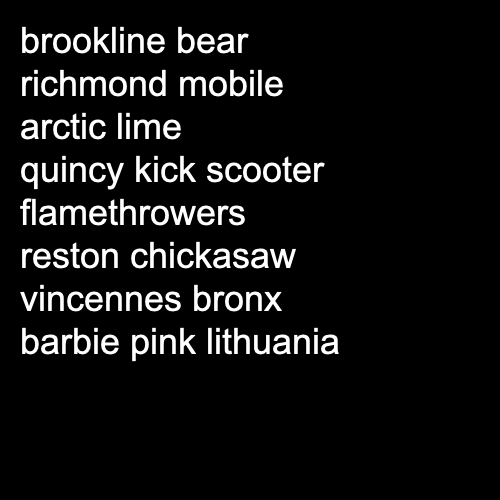 brookline bear
richmond mobile
arctic lime
quincy kick scooter
flamethrowers
reston chickasaw
vincennes bronx
barbie pink lithuania